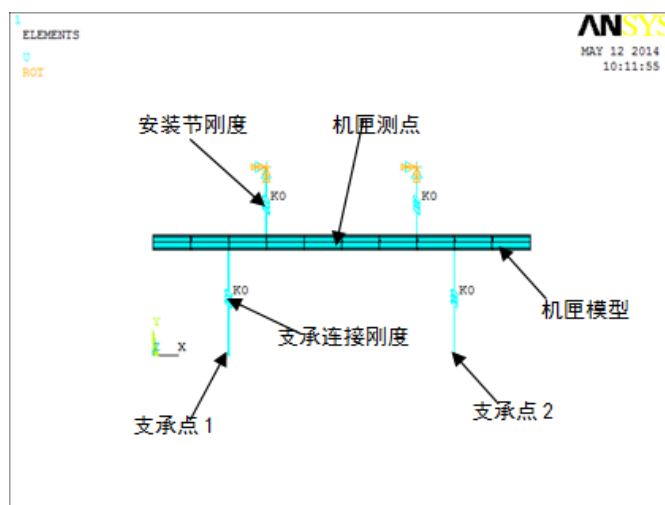 1
ELEMENTS
U
ROT
ANSYS
MAY 12 2014
10:11:55
安装节刚度
机匣测点
K0
K0
K0
K0
机匣模型
支承连接刚度
Y
Z X
支承点 1
支承点 2